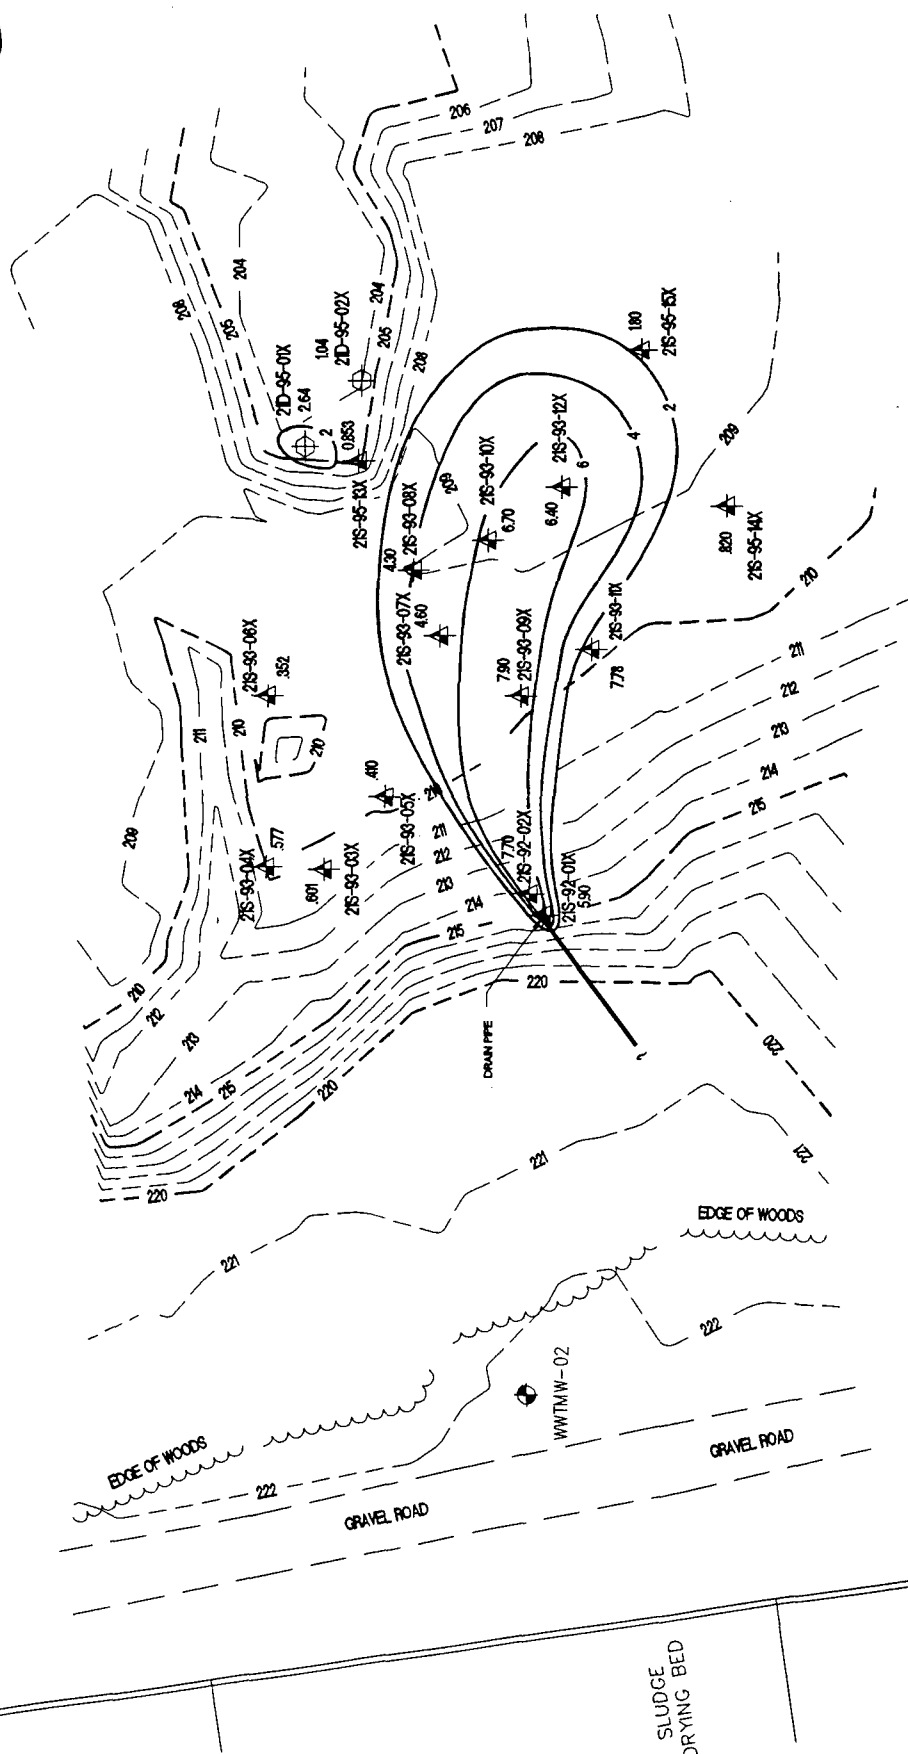 206
207
208
204
204
208
205
205
208
21D-95-01X
2.64
2
1.04
21D-95-02X
0.853
21S-95-13X
1.80
21S-95-15X
2
4
6
209
209
21S-93-10X
6.70
21S-93-12X
6.40
4.30
21S-93-08X
.820
21S-95-14X
210
21S-93-07X
4.60
21S-93-06X
.352
7.90
21S-93-09X
21S-93-11X
7.78
211
212
213
214
215
211
210
210
209
.410
21S-93-05X
21S-93-04X
.577
.601
21S-93-03X
211
212
213
214
215
7.70
21S-92-02X
21S-92-01X
5.90
210
212
213
214
215
220
220
220
220
DRAIN PIPE
221
221
221
EDGE OF WOODS
222
WWTMW-02
EDGE OF WOODS
222
GRAVEL ROAD
GRAVEL ROAD
SLUDGE
DRYING BED